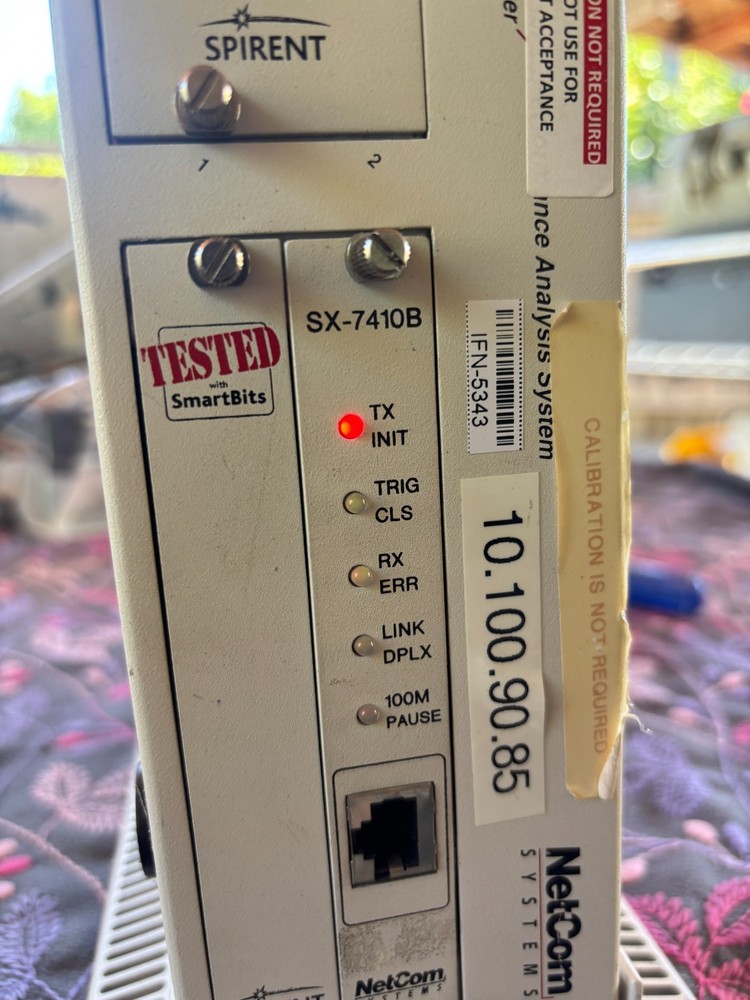 SPIRENT
1
2
ON NOT REQUIRED
OT USE FOR
T ACCEPTANCE
TESTED
with
SmartBits
SX-7410B
TX
INIT
TRIG
CLS
RX
ERR
LINK
DPLX
100M
PAUSE
NetCom
SYSTEMS
IFN-5343
Analysis System
10.100.90.85
CALIBRATION IS NOT REQUIRED
NetCom
SYSTEMS